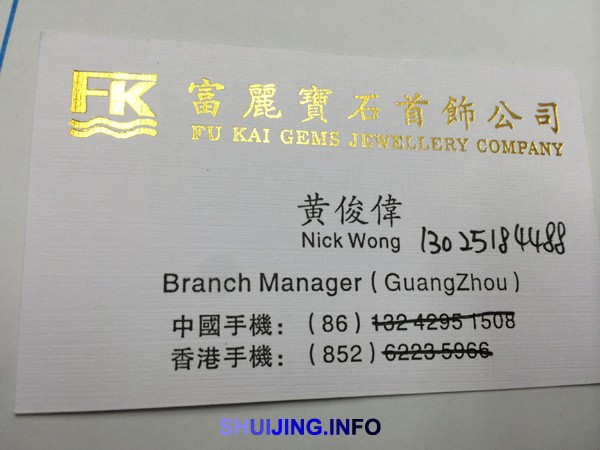 FK 富麗寶石首飾公司
FU KAI GEMS JEWELLERY COMPANY
黃俊偉
Nick Wong 13025184488
Branch Manager (GuangZhou)
中國手機： (86) 132 4295 1508
香港手機： (852) 6223 5966
SHUIJING.INFO